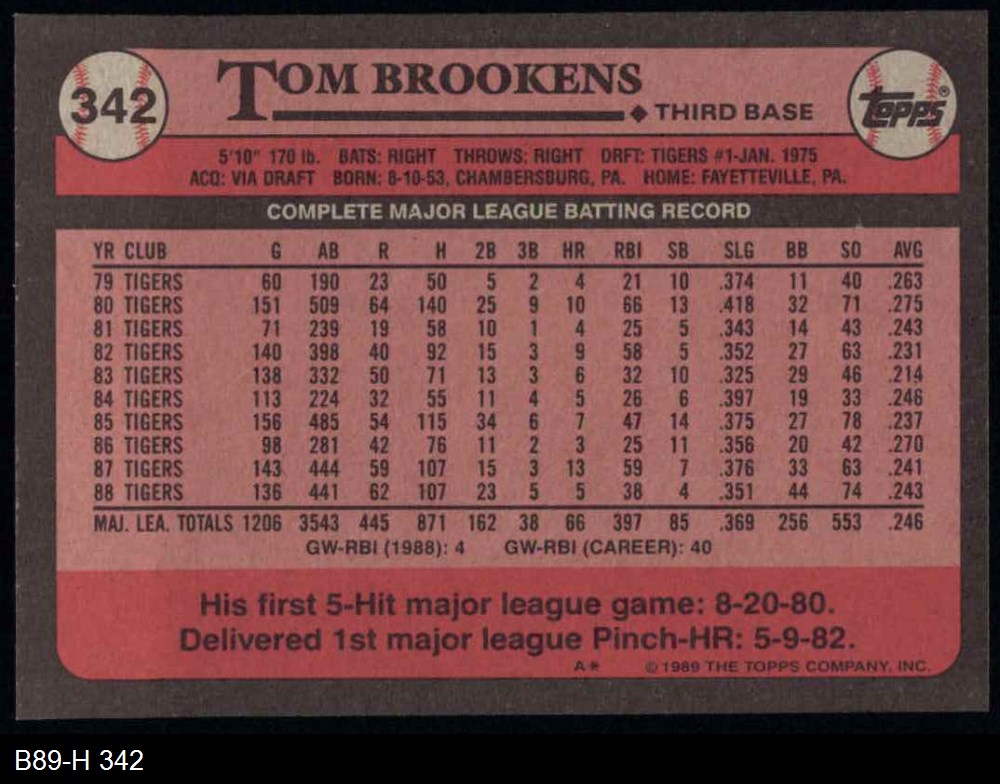 342
TOM BROOKENS
◆ THIRD BASE
TOPPS®
5'10" 170 lb. BATS: RIGHT THROWS: RIGHT DRFT: TIGERS #1-JAN. 1975
ACQ: VIA DRAFT BORN: 8-10-53, CHAMBERSBURG, PA. HOME: FAYETTEVILLE, PA.
COMPLETE MAJOR LEAGUE BATTING RECORD
YR CLUB G AB R H 2B 3B HR RBI SB SLG BB SO AVG
79 TIGERS 60 190 23 50 5 2 4 21 10 .374 11 40 .263
80 TIGERS 151 509 64 140 25 9 10 66 13 .418 32 71 .275
81 TIGERS 71 239 19 58 10 1 4 25 5 .343 14 43 .243
82 TIGERS 140 398 40 92 15 3 9 58 5 .352 27 63 .231
83 TIGERS 138 332 50 71 13 3 6 32 10 .325 29 46 .214
84 TIGERS 113 224 32 55 11 4 5 26 6 .397 19 33 .246
85 TIGERS 156 485 54 115 34 6 7 47 14 .375 27 78 .237
86 TIGERS 98 281 42 76 11 2 3 25 11 .356 20 42 .270
87 TIGERS 143 444 59 107 15 3 13 59 7 .376 33 63 .241
88 TIGERS 136 441 62 107 23 5 5 38 4 .351 44 74 .243
MAJ. LEA. TOTALS 1206 3543 445 871 162 38 66 397 85 .369 256 553 .246
GW-RBI (1988): 4 GW-RBI (CAREER): 40
His first 5-Hit major league game: 8-20-80.
Delivered 1st major league Pinch-HR: 5-9-82.
A* © 1989 THE TOPPS COMPANY, INC.
B89-H 342